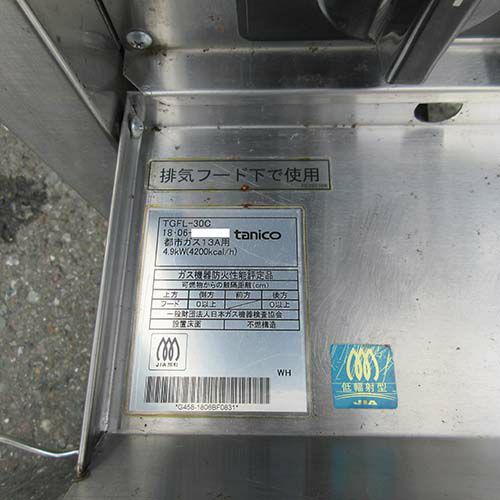 排気フード下で使用
TGFL-30C
18·06-
tanico
都市ガス13A用
4.9kW(4200kcal/h)
ガス機器防火性能評定品
可燃物からの離隔距離(cm)
上方 側方 前方 後方
フード 0以上 0以上
一般財団法人日本ガス機器検査協会
設置床面 不燃構造
JIA
WH
*G458-1806BF0831*
低輻射型
JIA